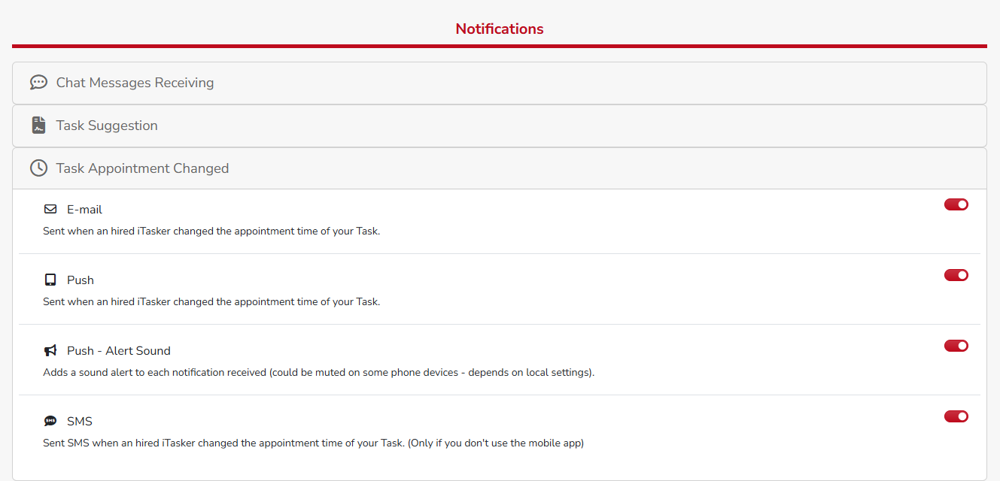 Notifications
Chat Messages Receiving
Task Suggestion
Task Appointment Changed
E-mail
Sent when an hired iTasker changed the appointment time of your Task.
Push
Sent when an hired iTasker changed the appointment time of your Task.
Push - Alert Sound
Adds a sound alert to each notification received (could be muted on some phone devices - depends on local settings).
SMS SMS
Sent SMS when an hired iTasker changed the appointment time of your Task. (Only if you don't use the mobile app)